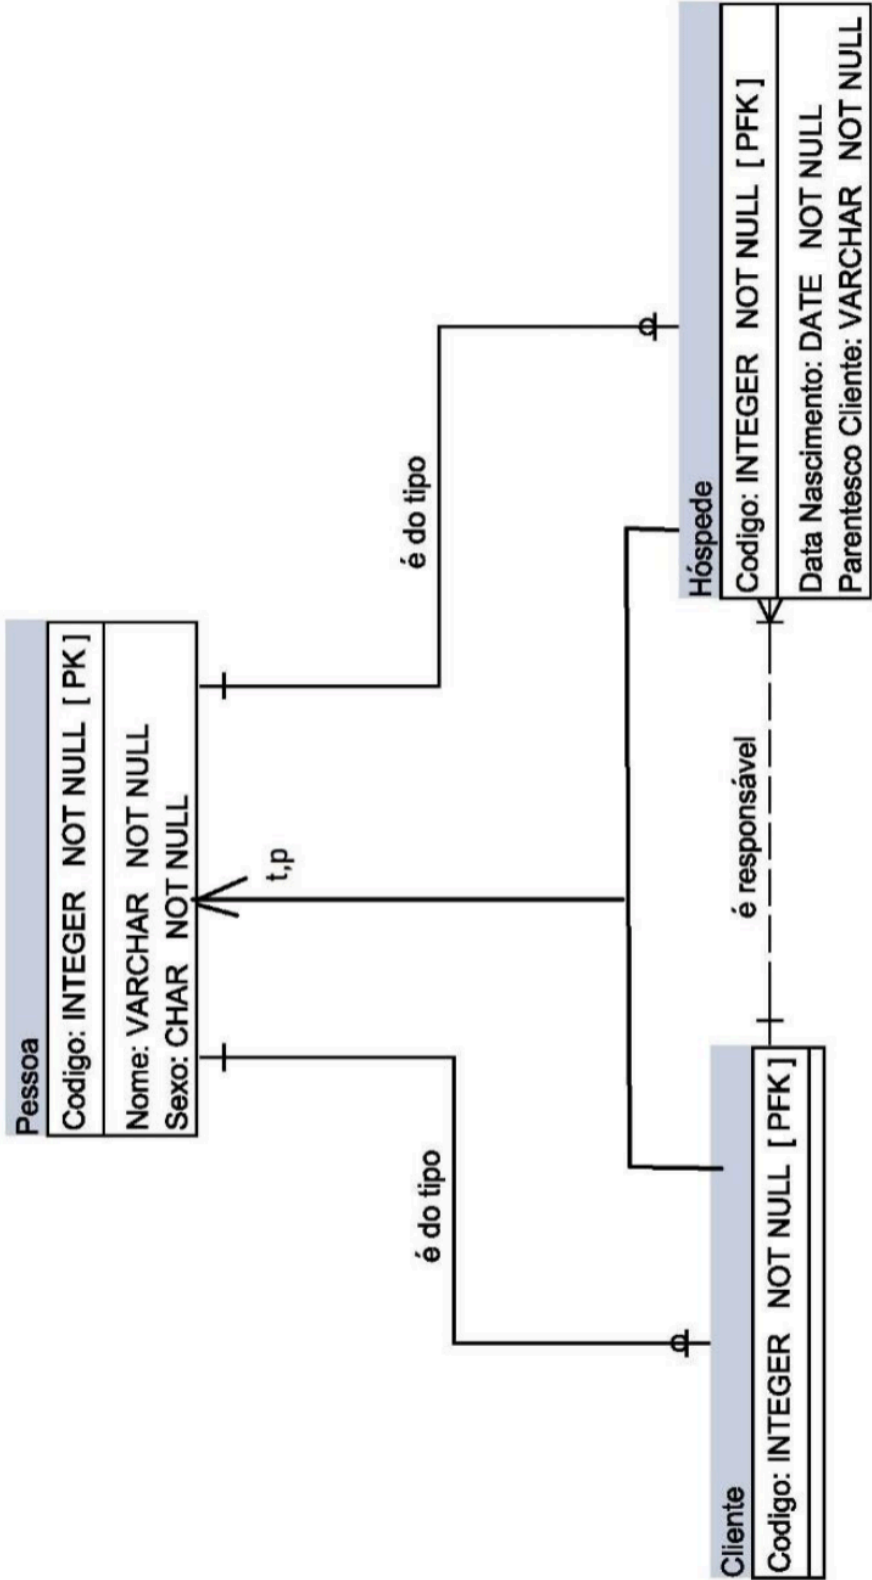 Pessoa
Codigo: INTEGER NOT NULL [ PK ]
Nome: VARCHAR NOT NULL
Sexo: CHAR NOT NULL
t,p
é do tipo
é do tipo
Cliente
Codigo: INTEGER NOT NULL [ PFK ]
é responsável
Hóspede
Codigo: INTEGER NOT NULL [ PFK ]
Data Nascimento: DATE NOT NULL
Parentesco Cliente: VARCHAR NOT NULL